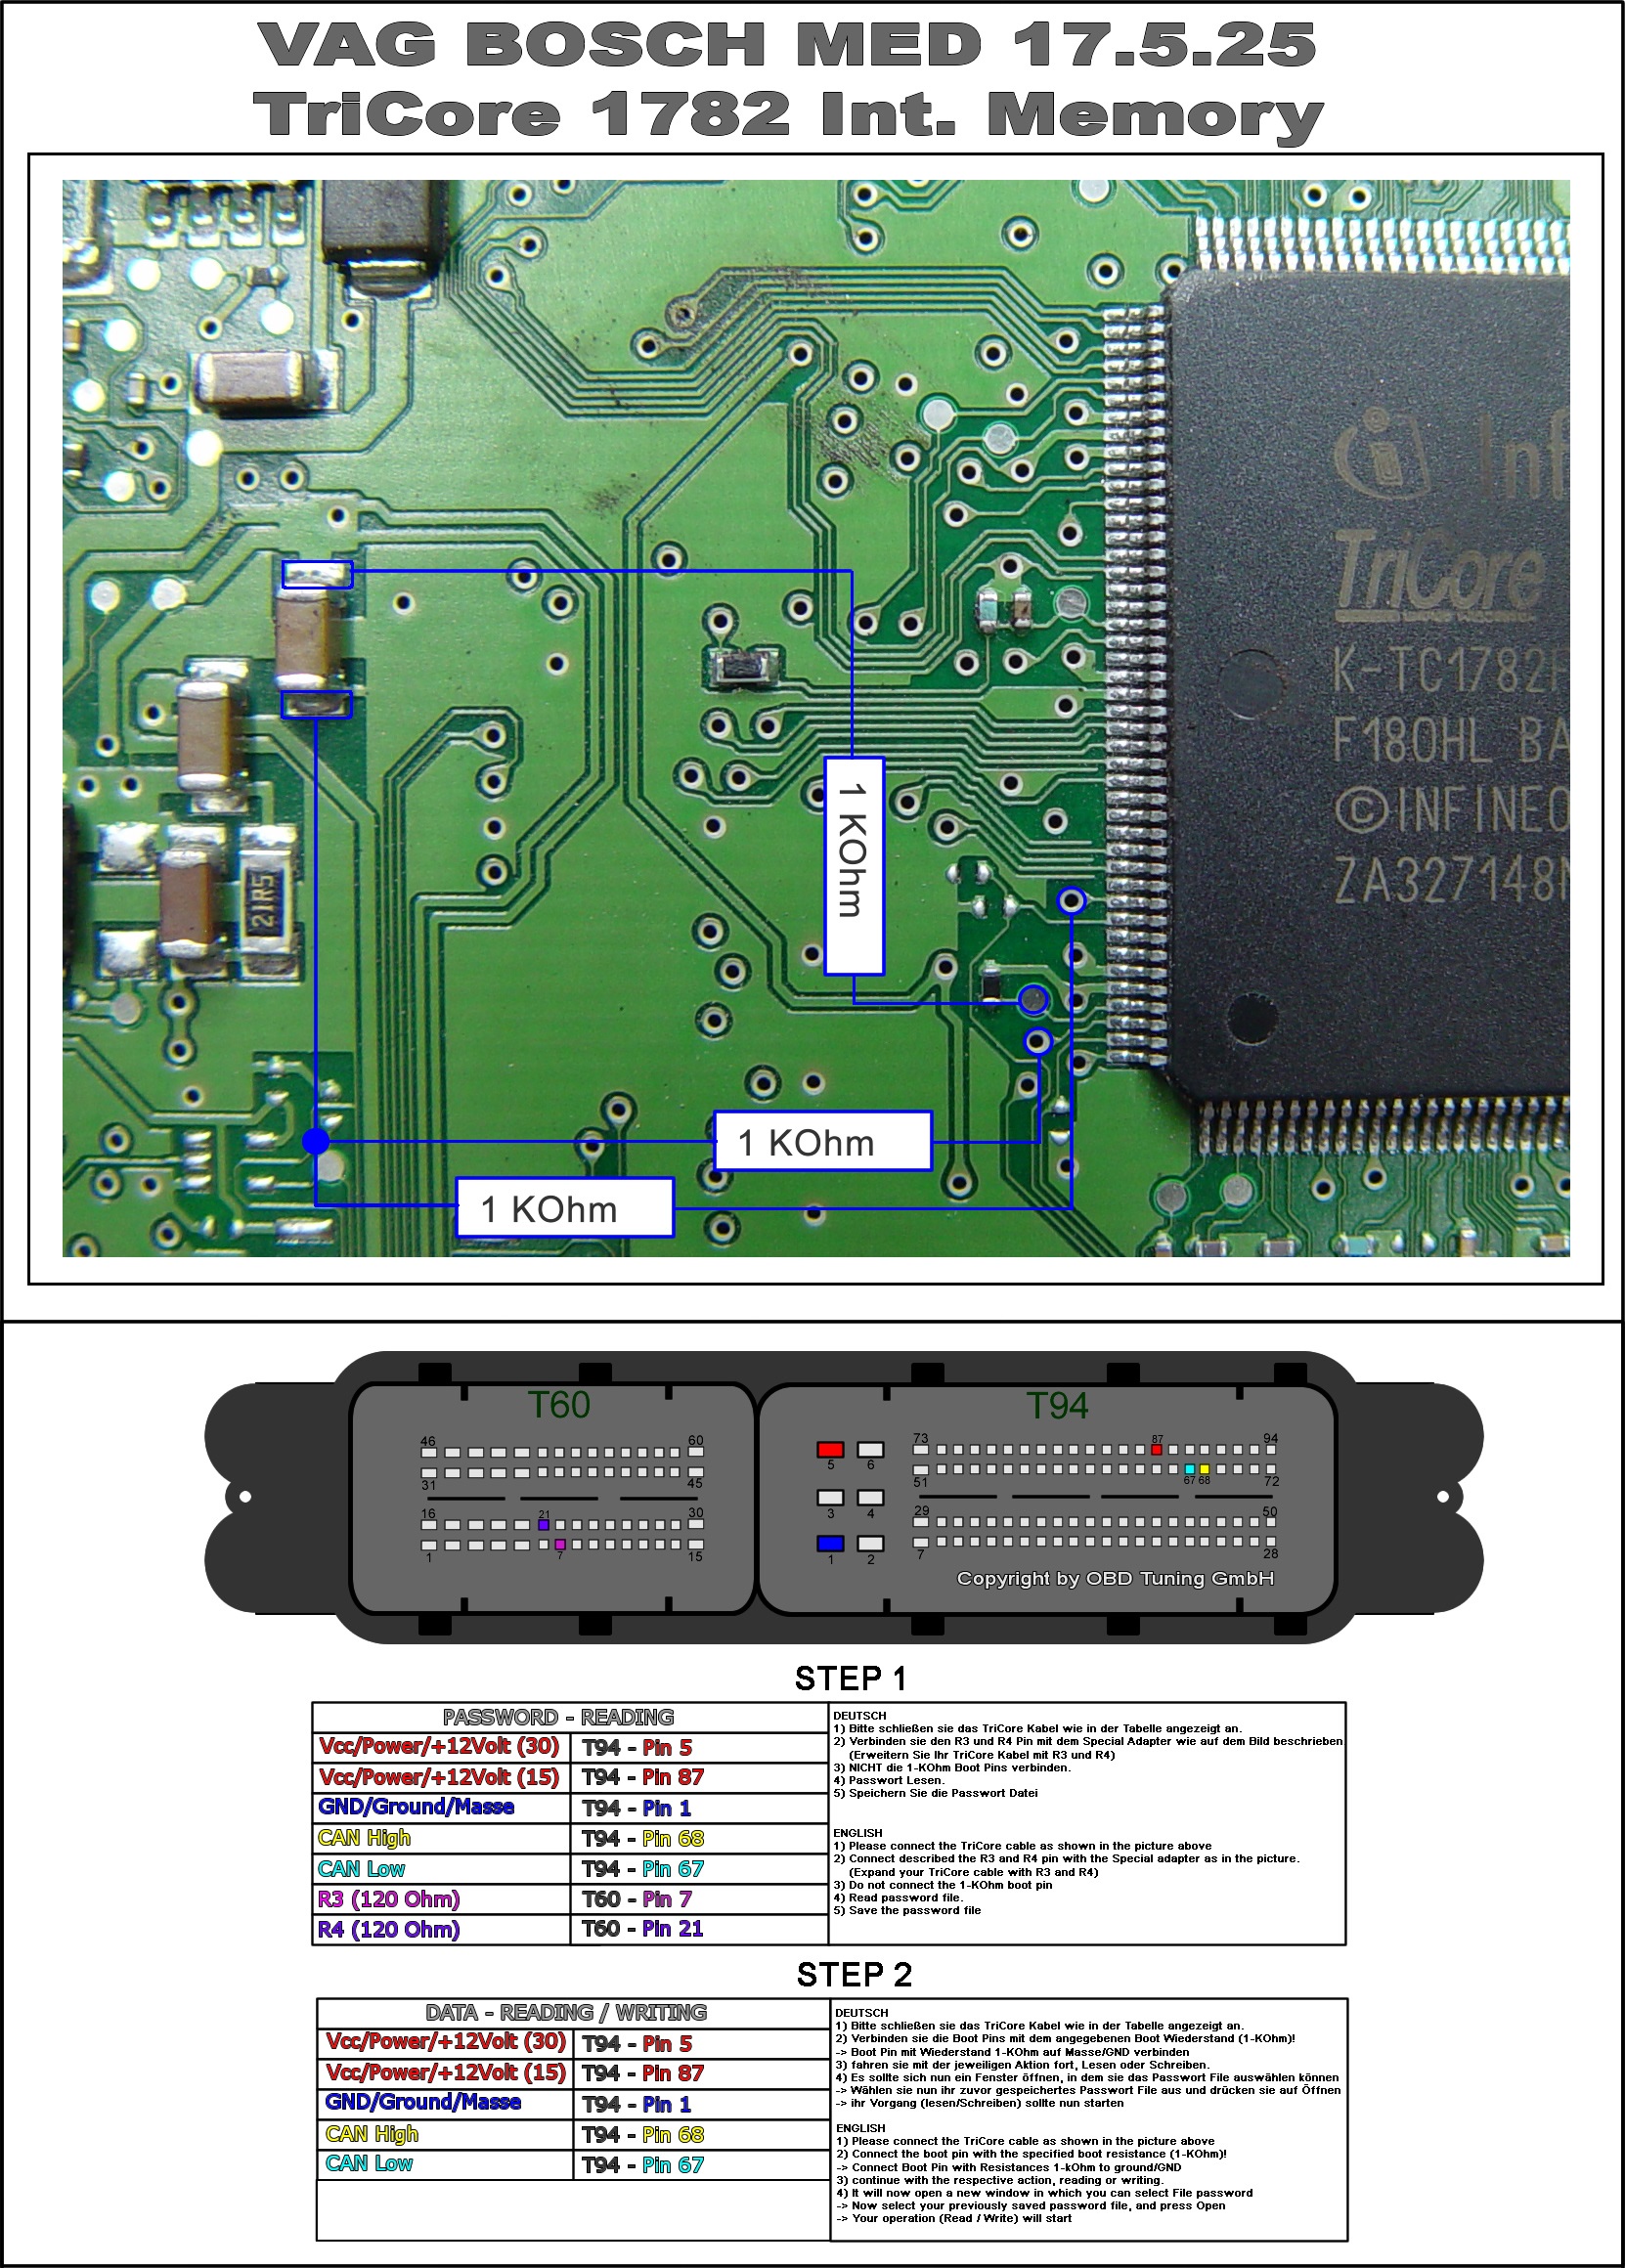 VAG BOSCH MED 17.5.25
TriCore 1782 Int. Memory
Inf
TriCore
K-TC1782
F180HL BA
©INFINEO
ZA327148
21R5
1 KOhm
1 KOhm
1 KOhm
T60
T94
46 60
31 45
16 21 30
1 7 15
5 6
3 4
1 2
73 87 94
51 67 68 72
29 50
7 28
Copyright by OBD Tuning GmbH
STEP 1
PASSWORD - READING
Vcc/Power/+12Volt (30) T94 - Pin 5
Vcc/Power/+12Volt (15) T94 - Pin 87
GND/Ground/Masse T94 - Pin 1
CAN High T94 - Pin 68
CAN Low T94 - Pin 67
R3 (120 Ohm) T60 - Pin 7
R4 (120 Ohm) T60 - Pin 21
DEUTSCH
1) Bitte schließen sie das TriCore Kabel wie in der Tabelle angezeigt an.
2) Verbinden sie den R3 und R4 Pin mit dem Special Adapter wie auf dem Bild beschrieben
(Erweitern Sie Ihr TriCore Kabel mit R3 und R4)
3) NICHT die 1-KOhm Boot Pins verbinden.
4) Passwort Lesen.
5) Speichern Sie die Passwort Datei
ENGLISH
1) Please connect the TriCore cable as shown in the picture above
2) Connect described the R3 and R4 pin with the Special adapter as in the picture.
(Expand your TriCore cable with R3 and R4)
3) Do not connect the 1-KOhm boot pin
4) Read password file.
5) Save the password file
STEP 2
DATA - READING / WRITING
Vcc/Power/+12Volt (30) T94 - Pin 5
Vcc/Power/+12Volt (15) T94 - Pin 87
GND/Ground/Masse T94 - Pin 1
CAN High T94 - Pin 68
CAN Low T94 - Pin 67
DEUTSCH
1) Bitte schließen sie das TriCore Kabel wie in der Tabelle angezeigt an.
2) Verbinden sie die Boot Pins mit dem angegebenen Boot Wiederstand (1-KOhm)!
-> Boot Pin mit Wiederstand 1-KOhm auf Masse/GND verbinden
3) fahren sie mit der jeweiligen Aktion fort, Lesen oder Schreiben.
4) Es sollte sich nun ein Fenster öffnen, in dem sie das Passwort File auswählen können
-> Wählen sie nun ihr zuvor gespeichertes Passwort File aus und drücken sie auf Öffnen
-> ihr Vorgang (lesen/Schreiben) sollte nun starten
ENGLISH
1) Please connect the TriCore cable as shown in the picture above
2) Connect the boot pin with the specified boot resistance (1-KOhm)!
-> Connect Boot Pin with Resistances 1-kOhm to ground/GND
3) continue with the respective action, reading or writing.
4) It will now open a new window in which you can select File password
-> Now select your previously saved password file, and press Open
-> Your operation (Read / Write) will start